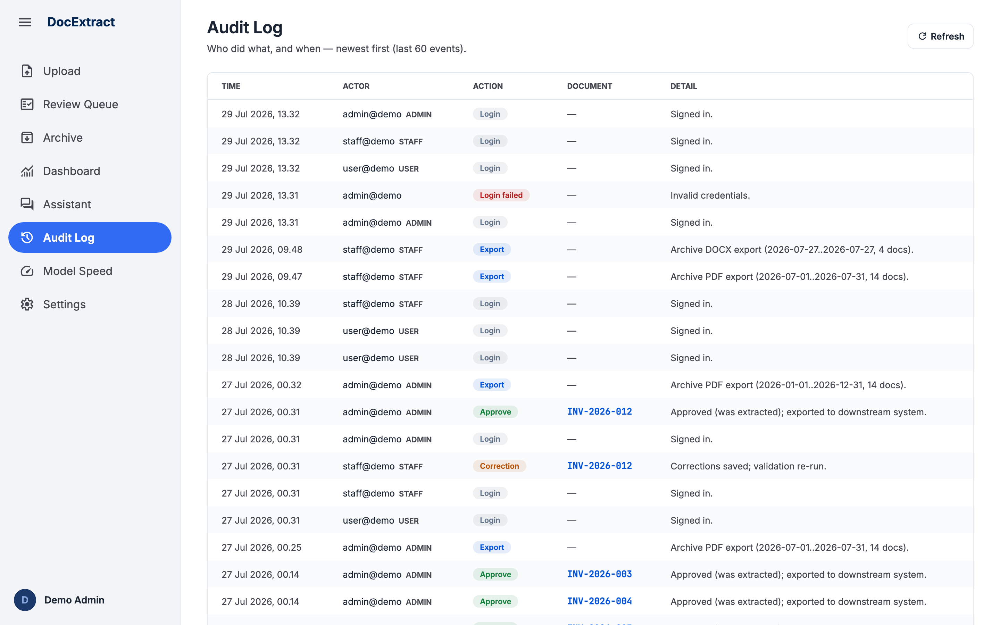 DocExtract
Upload
Review Queue
Archive
Dashboard
Assistant
Audit Log
Model Speed
Settings
D Demo Admin
Audit Log
Who did what, and when — newest first (last 60 events).
Refresh
TIME ACTOR ACTION DOCUMENT DETAIL
29 Jul 2026, 13.32 admin@demo ADMIN Login — Signed in.
29 Jul 2026, 13.32 staff@demo STAFF Login — Signed in.
29 Jul 2026, 13.32 user@demo USER Login — Signed in.
29 Jul 2026, 13.31 admin@demo Login failed — Invalid credentials.
29 Jul 2026, 13.31 admin@demo ADMIN Login — Signed in.
29 Jul 2026, 09.48 staff@demo STAFF Export — Archive DOCX export (2026-07-27..2026-07-27, 4 docs).
29 Jul 2026, 09.47 staff@demo STAFF Export — Archive PDF export (2026-07-01..2026-07-31, 14 docs).
28 Jul 2026, 10.39 staff@demo STAFF Login — Signed in.
28 Jul 2026, 10.39 user@demo USER Login — Signed in.
28 Jul 2026, 10.39 user@demo USER Login — Signed in.
27 Jul 2026, 00.32 admin@demo ADMIN Export — Archive PDF export (2026-01-01..2026-12-31, 14 docs).
27 Jul 2026, 00.31 admin@demo ADMIN Approve INV-2026-012 Approved (was extracted); exported to downstream system.
27 Jul 2026, 00.31 admin@demo ADMIN Login — Signed in.
27 Jul 2026, 00.31 staff@demo STAFF Correction INV-2026-012 Corrections saved; validation re-run.
27 Jul 2026, 00.31 staff@demo STAFF Login — Signed in.
27 Jul 2026, 00.31 user@demo USER Login — Signed in.
27 Jul 2026, 00.25 admin@demo ADMIN Export — Archive PDF export (2026-07-01..2026-07-31, 14 docs).
27 Jul 2026, 00.14 admin@demo ADMIN Approve INV-2026-003 Approved (was extracted); exported to downstream system.
27 Jul 2026, 00.14 admin@demo ADMIN Approve INV-2026-004 Approved (was extracted); exported to downstream system.